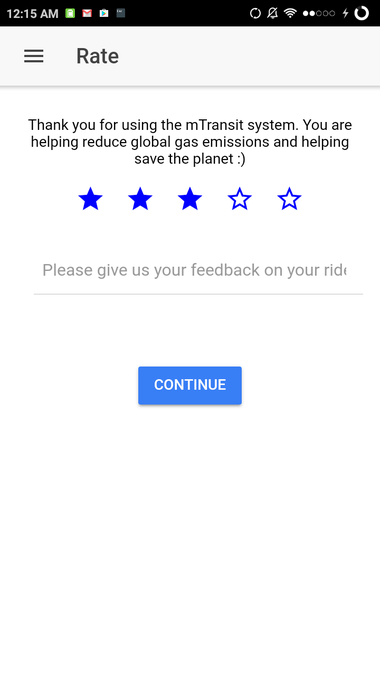 12:15 AM
Rate
Thank you for using the mTransit system. You are
helping reduce global gas emissions and helping
save the planet :)
Please give us your feedback on your ride
CONTINUE